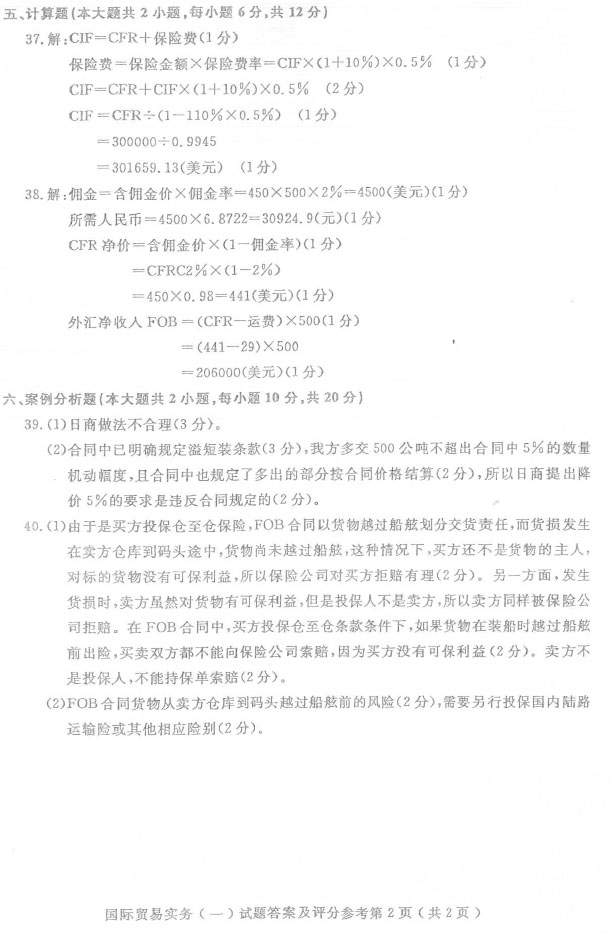 五、计算题(本大题共 2 小题,每小题 6 分,共 12 分)
37.解:CIF=CFR+保险费(1 分)
保险费=保险金额×保险费率=CIF×(1+10%)×0.5% (1 分)
CIF=CFR+CIF×(1+10%)×0.5% (2 分)
CIF=CFR÷(1-110%×0.5%) (1 分)
=300000÷0.9945
=301659.13(美元) (1 分)
38.解:佣金=含佣金价×佣金率=450×500×2%=4500(美元)(1 分)
所需人民币=4500×6.8722=30924.9(元)(1 分)
CFR 净价=含佣金价×(1-佣金率)(1 分)
=CFRC2%×(1-2%)
=450×0.98=441(美元)(1 分)
外汇净收入 FOB=(CFR-运费)×500(1 分)
=(441-29)×500
=206000(美元)(1 分)
六、案例分析题(本大题共 2 小题,每小题 10 分,共 20 分)
39.(1)日商做法不合理(3 分)。
(2)合同中已明确规定溢短装条款(3 分),我方多交 500 公吨不超出合同中 5%的数量
机动幅度,且合同中也规定了多出的部分按合同价格结算(2 分),所以日商提出降
价 5%的要求是违反合同规定的(2 分)。
40.(1)由于是买方投保仓至仓保险,FOB 合同以货物越过船舷划分交货责任,而货损发生
在卖方仓库到码头途中,货物尚未越过船舷,这种情况下,买方还不是货物的主人,
对标的货物没有可保利益,所以保险公司对买方拒赔有理(2 分)。另一方面,发生
货损时,卖方虽然对货物有可保利益,但是投保人不是卖方,所以卖方同样被保险公
司拒赔。在 FOB 合同中,买方投保仓至仓条款条件下,如果货物在装船时越过船舷
前出险,买卖双方都不能向保险公司索赔,因为买方没有可保利益(2 分)。卖方不
是投保人,不能持保单索赔(2 分)。
(2)FOB 合同货物从卖方仓库到码头越过船舷前的风险(2 分),需要另行投保国内陆路
运输险或其他相应险别(2 分)。
国际贸易实务(一)试题答案及评分参考第 2 页(共 2 页)